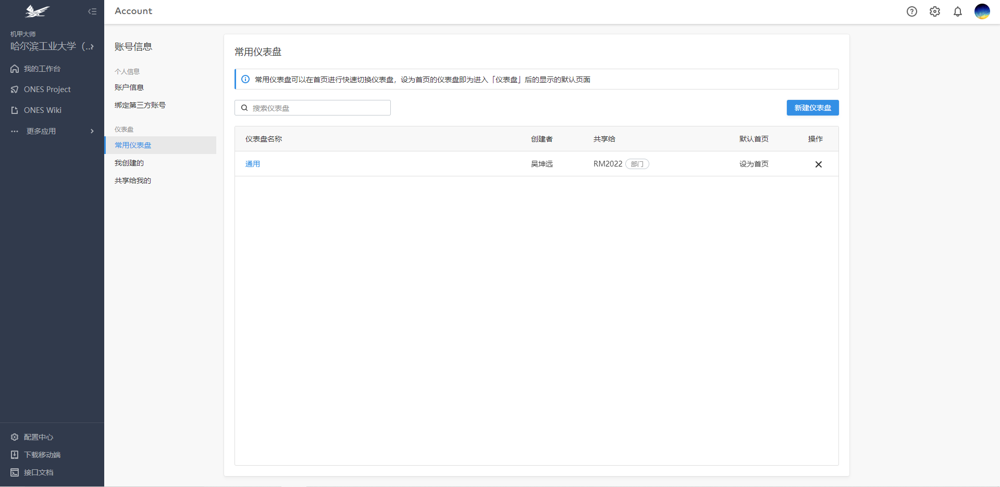 Account
机甲大师
哈尔滨工业大学（...
我的工作台
ONES Project
ONES Wiki
更多应用
配置中心
下载移动端
接口文档
账号信息
个人信息
账户信息
绑定第三方账号
仪表盘
常用仪表盘
我创建的
共享给我的
常用仪表盘
常用仪表盘可以在首页进行快速切换仪表盘，设为首页的仪表盘即为进入「仪表盘」后的显示的默认页面
搜索仪表盘
新建仪表盘
仪表盘名称 创建者 共享给 默认首页 操作
通用 吴坤远 RM2022 部门 设为首页